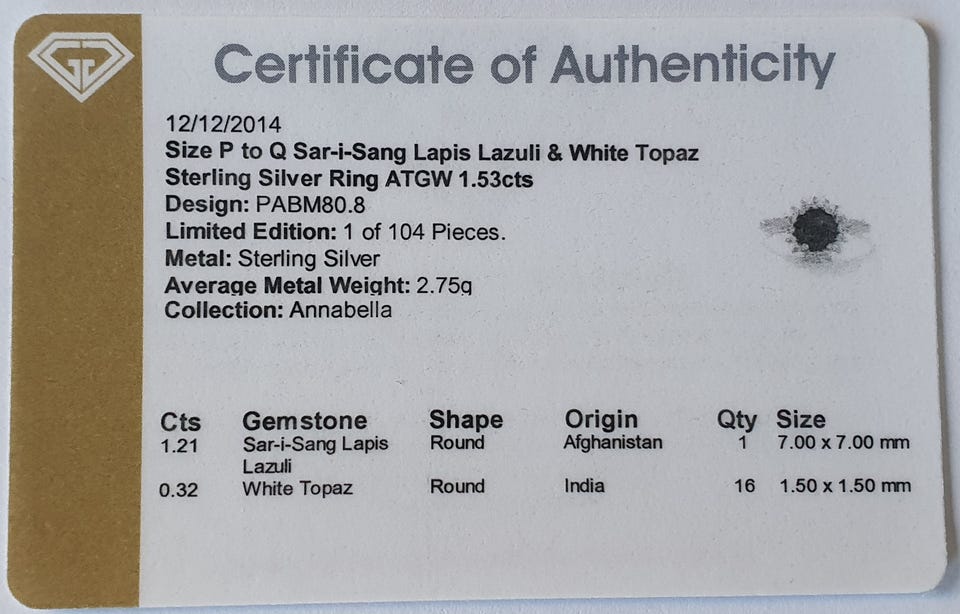 Certificate of Authenticity
12/12/2014
Size P to Q Sar-i-Sang Lapis Lazuli & White Topaz
Sterling Silver Ring ATGW 1.53cts
Design: PABM80.8
Limited Edition: 1 of 104 Pieces.
Metal: Sterling Silver
Average Metal Weight: 2.75g
Collection: Annabella
Cts Gemstone Shape Origin Qty Size
1.21 Sar-i-Sang Lapis Round Afghanistan 1 7.00 x 7.00 mm
Lazuli
0.32 White Topaz Round India 16 1.50 x 1.50 mm